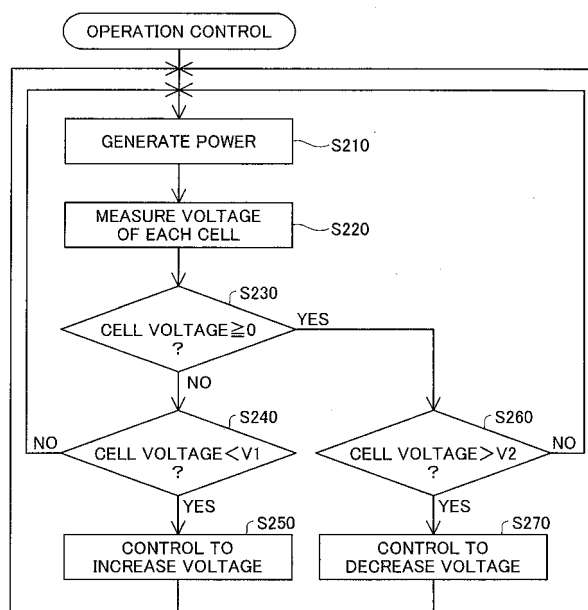 OPERATION CONTROL
GENERATE POWER
S210
MEASURE VOLTAGE
OF EACH CELL
S220
S230
CELL VOLTAGE≧0
?
YES
NO
S240
CELL VOLTAGE<V1
?
NO
YES
S260
CELL VOLTAGE>V2
?
NO
YES
S250
CONTROL TO
INCREASE VOLTAGE
S270
CONTROL TO
DECREASE VOLTAGE